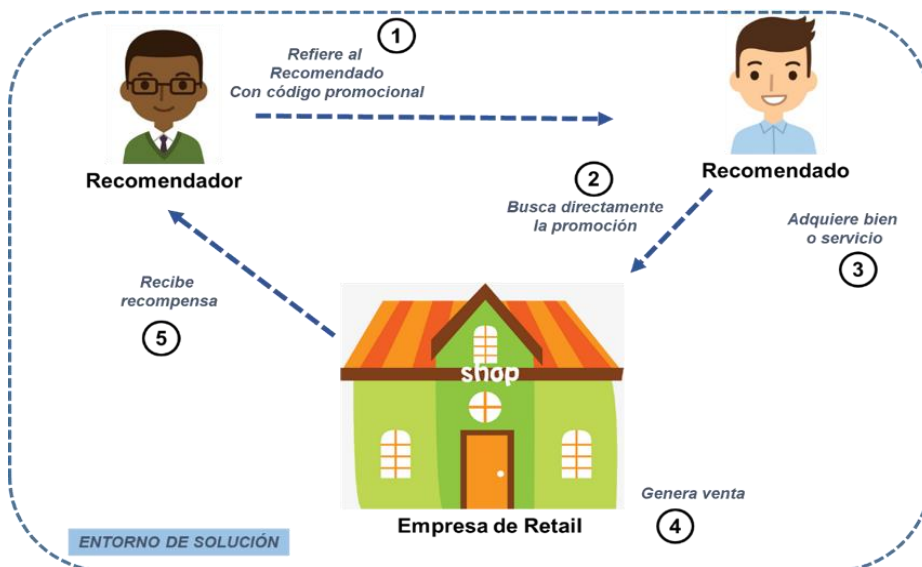 1
Refiere al
Recomendado
Con código promocional
Recomendador
Recomendado
2
Busca directamente
la promoción
Adquiere bien
o servicio
3
Recibe
recompensa
5
shop
Genera venta
4
Empresa de Retail
ENTORNO DE SOLUCIÓN